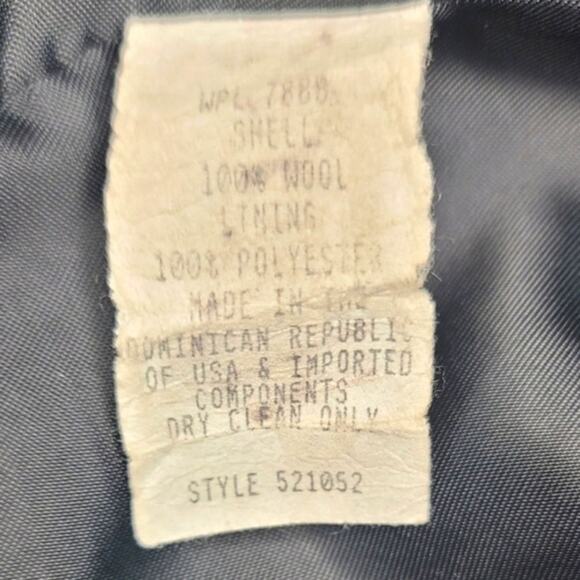 WPL 7888
SHELL
100% WOOL
LINING
100% POLYESTER
MADE IN THE
DOMINICAN REPUBLIC
OF USA & IMPORTED
COMPONENTS
DRY CLEAN ONLY
STYLE 521052